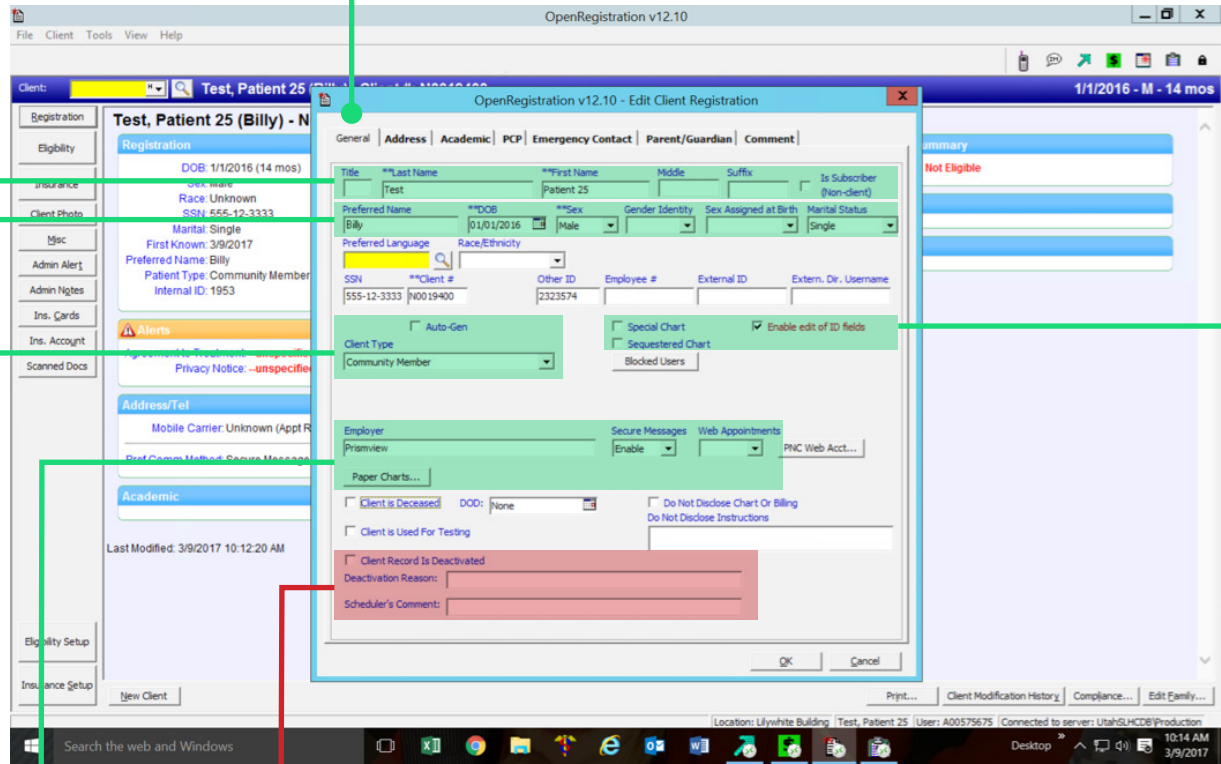 OpenRegistration v12.10
File Client Tools View Help
Client: Test, Patient 25 1/1/2016 - M - 14 mos
Registration
Eligibility
Insurance
Client Photo
Misc
Admin Alert
Admin Notes
Ins. Cards
Ins. Account
Scanned Docs
Eligibility Setup
Insurance Setup
Test, Patient 25 (Billy) - N
Registration
DOB: 1/1/2016 (14 mos)
Sex: Male
Race: Unknown
SSN: 555-12-3333
Marital: Single
First Known: 3/9/2017
Preferred Name: Billy
Patient Type: Community Member
Internal ID: 1953
Alerts
Privacy Notice: --unspecifie
Address/Tel
Mobile Carrier: Unknown (Appt R
Pref Comm Method: Secure Message
Academic
Last Modified: 3/9/2017 10:12:20 AM
New Client
OpenRegistration v12.10 - Edit Client Registration
General Address Academic PCP Emergency Contact Parent/Guardian Comment
Title **Last Name **First Name Middle Suffix Is Subscriber
(Non-client)
Test Patient 25
Preferred Name **DOB **Sex Gender Identity Sex Assigned at Birth Marital Status
Billy 01/01/2016 Male Single
Preferred Language Race/Ethnicity
SSN **Client # Other ID Employee # External ID Extern. Dir. Username
555-12-3333 N0019400 2323574
Auto-Gen Special Chart Enable edit of ID fields
Client Type Sequestered Chart
Community Member Blocked Users
Employer Secure Messages Web Appointments
Prismview Enable PNC Web Acct...
Paper Charts...
Client is Deceased DOD: None Do Not Disclose Chart Or Billing
Do Not Disclose Instructions
Client is Used For Testing
Client Record Is Deactivated
Deactivation Reason:
Scheduler's Comment:
OK Cancel
ummary
Not Eligible
Print... Client Modification History Compliance... Edit Family...
Location: Lilywhite Building Test, Patient 25 User: A00575675 Connected to server: UtahSLHCDB\Production
Search the web and Windows Desktop 10:14 AM
3/9/2017